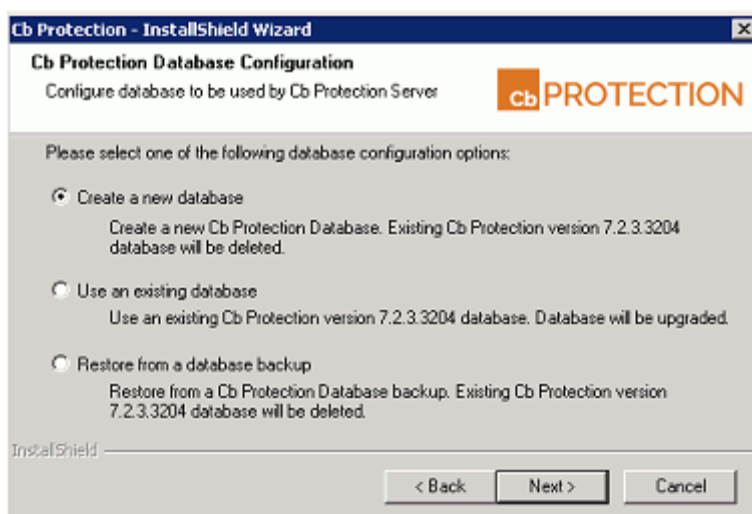 Cb Protection - InstallShield Wizard
Cb Protection Database Configuration
Configure database to be used by Cb Protection Server
Cb PROTECTION
Please select one of the following database configuration options:
Create a new database
Create a new Cb Protection Database. Existing Cb Protection version 7.2.3.3204
database will be deleted.
Use an existing database
Use an existing Cb Protection version 7.2.3.3204 database. Database will be upgraded.
Restore from a database backup
Restore from a Cb Protection Database backup. Existing Cb Protection version
7.2.3.3204 database will be deleted.
InstallShield
< Back
Next >
Cancel